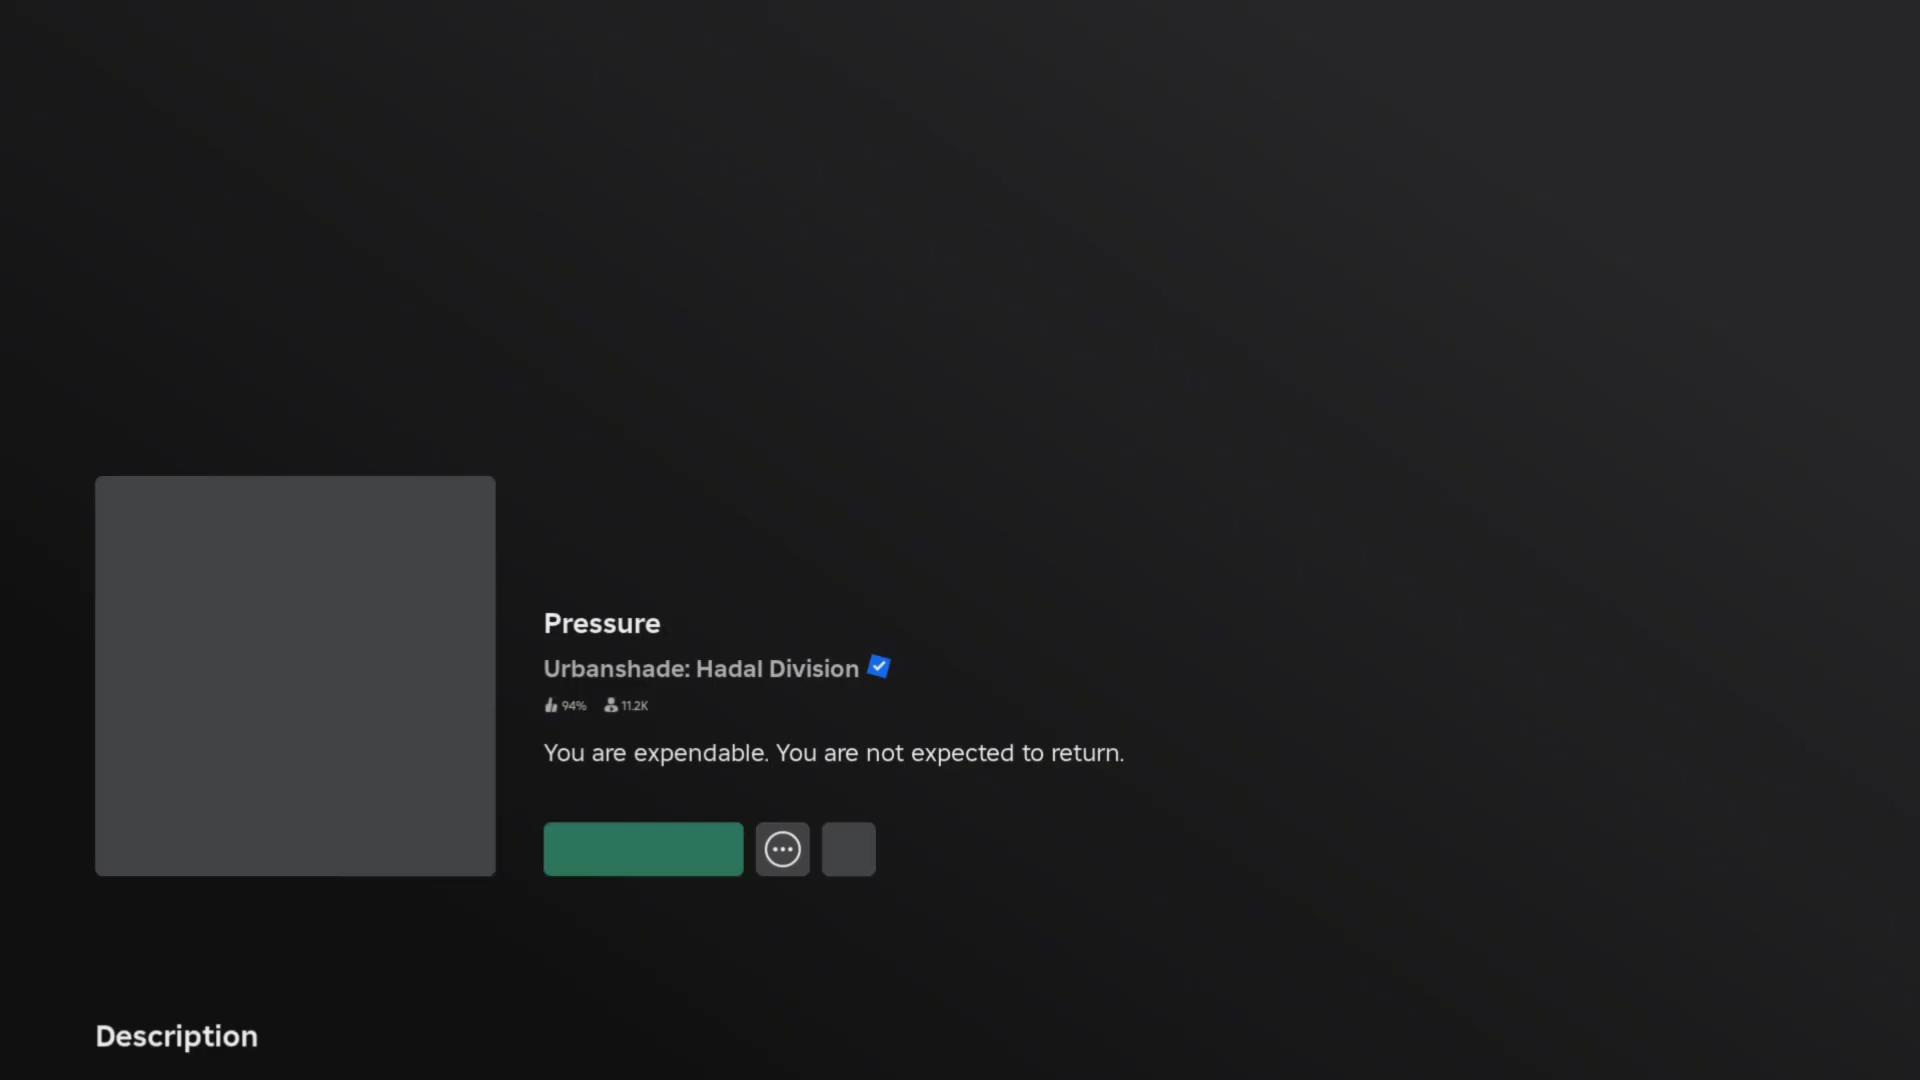 Pressure
Urbanshade: Hadal Division
94% 11.2K
You are expendable. You are not expected to return.
Description